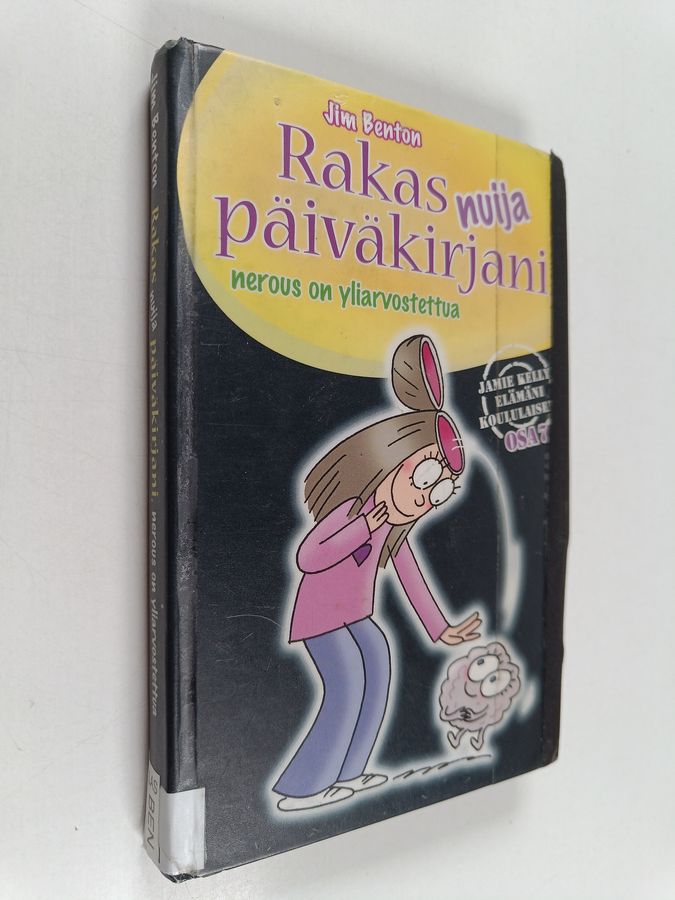 Jim Benton
Rakas nuija
päiväkirjani
nerous on yliarvostettua
JAMIE KELLY
ELÄMÄNI
OSA 7
Jim Benton Rakas nuija päiväkirjani, nerous on yliarvostettua
BEN